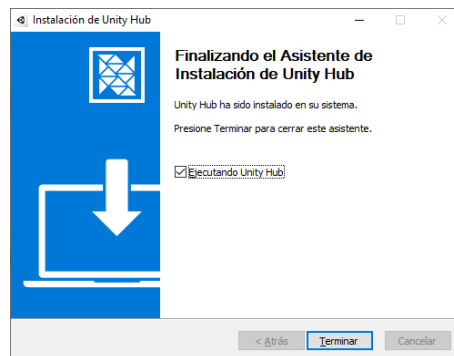 Instalación de Unity Hub
Finalizando el Asistente de
Instalación de Unity Hub
Unity Hub ha sido instalado en su sistema.
Presione Terminar para cerrar este asistente.
Ejecutando Unity Hub
< Atrás
Terminar
Cancelar